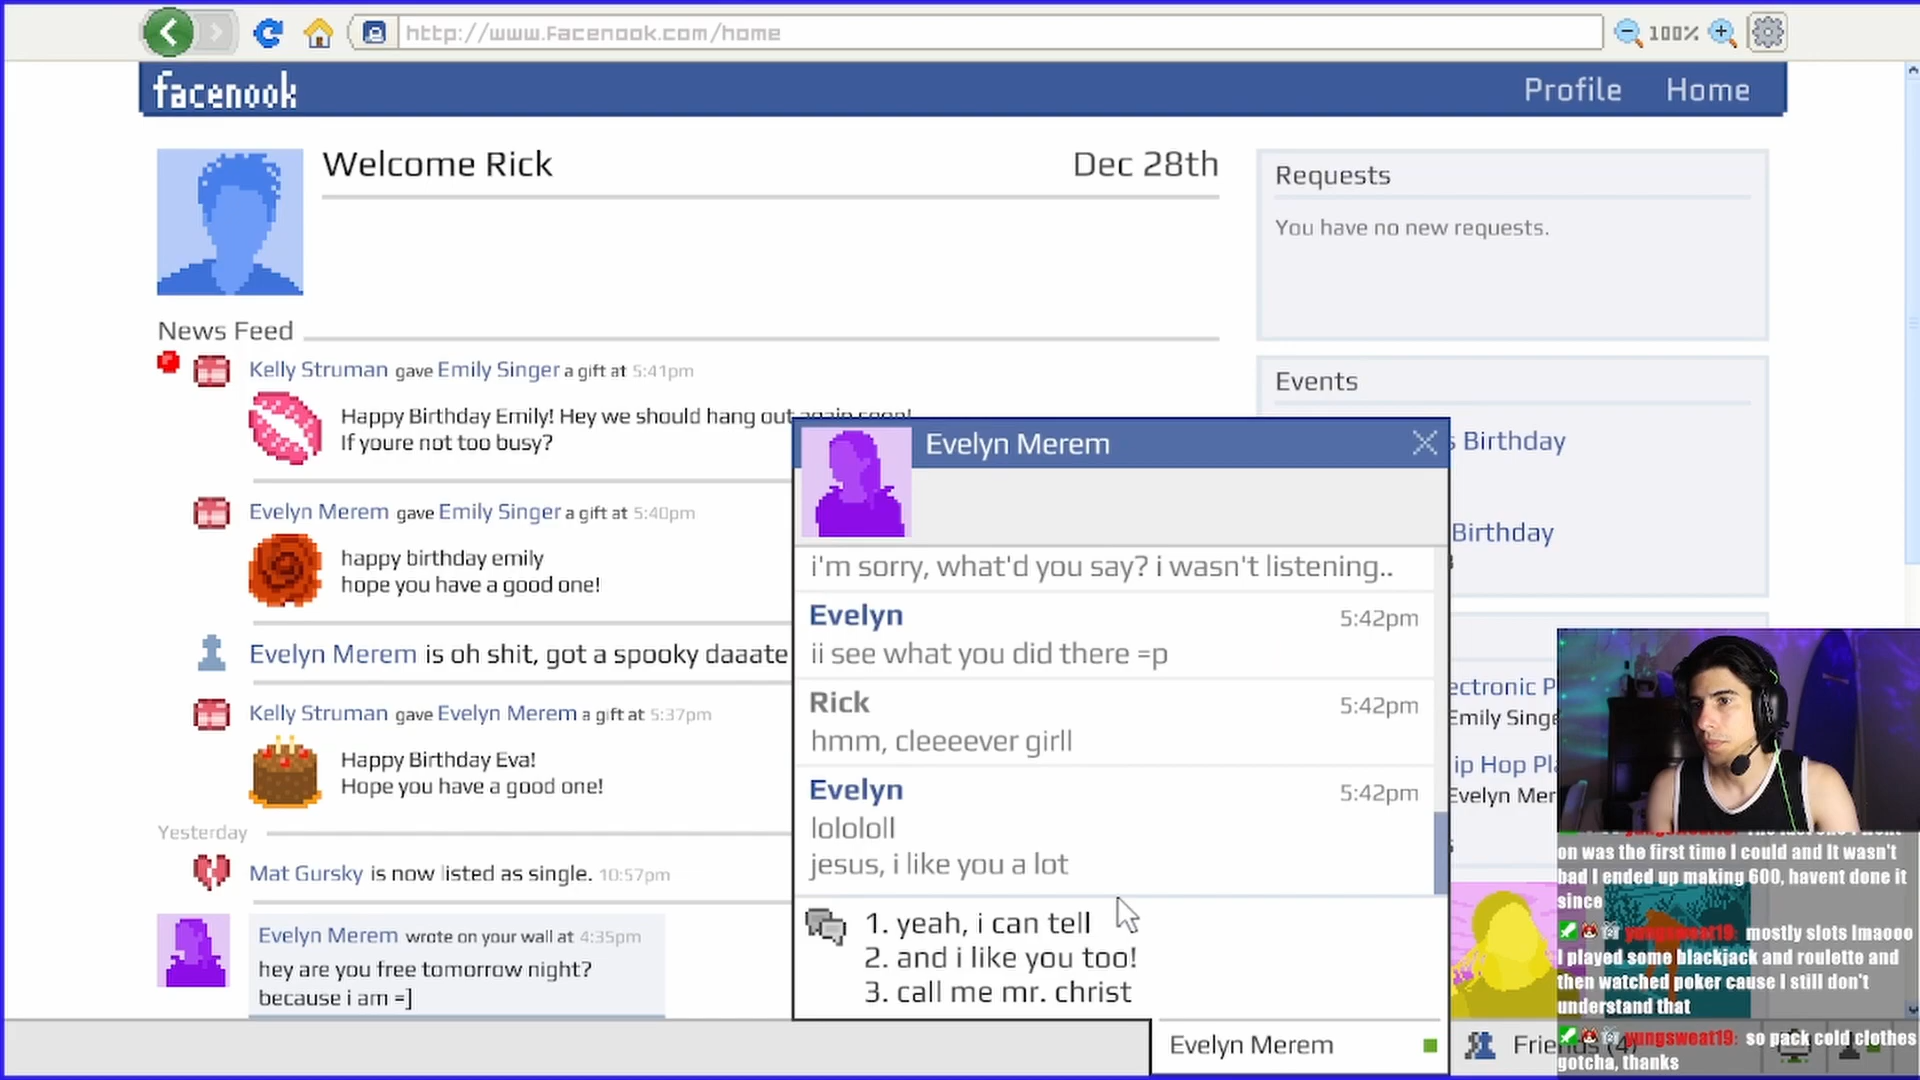 http://www.facenook.com/home
100%
facenook
Profile Home
Welcome Rick
Dec 28th
News Feed
Kelly Struman gave Emily Singer a gift at 5:41pm
Happy Birthday Emily! Hey we should hang out again soon!
If youre not too busy?
Evelyn Merem gave Emily Singer a gift at 5:40pm
happy birthday emily
hope you have a good one!
Evelyn Merem is oh shit, got a spooky daaate
Kelly Struman gave Evelyn Merem a gift at 5:37pm
Happy Birthday Eva!
Hope you have a good one!
Yesterday
Mat Gursky is now listed as single. 10:57pm
Evelyn Merem wrote on your wall at 4:35pm
hey are you free tomorrow night?
because i am =]
Requests
You have no new requests.
Events
s Birthday
Birthday
ectronic P
Emily Singe
ip Hop Pla
Evelyn Mer
Evelyn Merem
i'm sorry, what'd you say? i wasn't listening..
Evelyn 5:42pm
ii see what you did there =p
Rick 5:42pm
hmm, cleeeever girll
Evelyn 5:42pm
lolololl
jesus, i like you a lot
1. yeah, i can tell
2. and i like you too!
3. call me mr. christ
Evelyn Merem
Friends (4)
on was the first time I could and It wasn't
bad I ended up making 600, havent done it
since
yungsweat19: mostly slots lmaooo
I played some blackjack and roulette and
then watched poker cause I still don't
understand that
yungsweat19: so pack cold clothes
gotcha, thanks